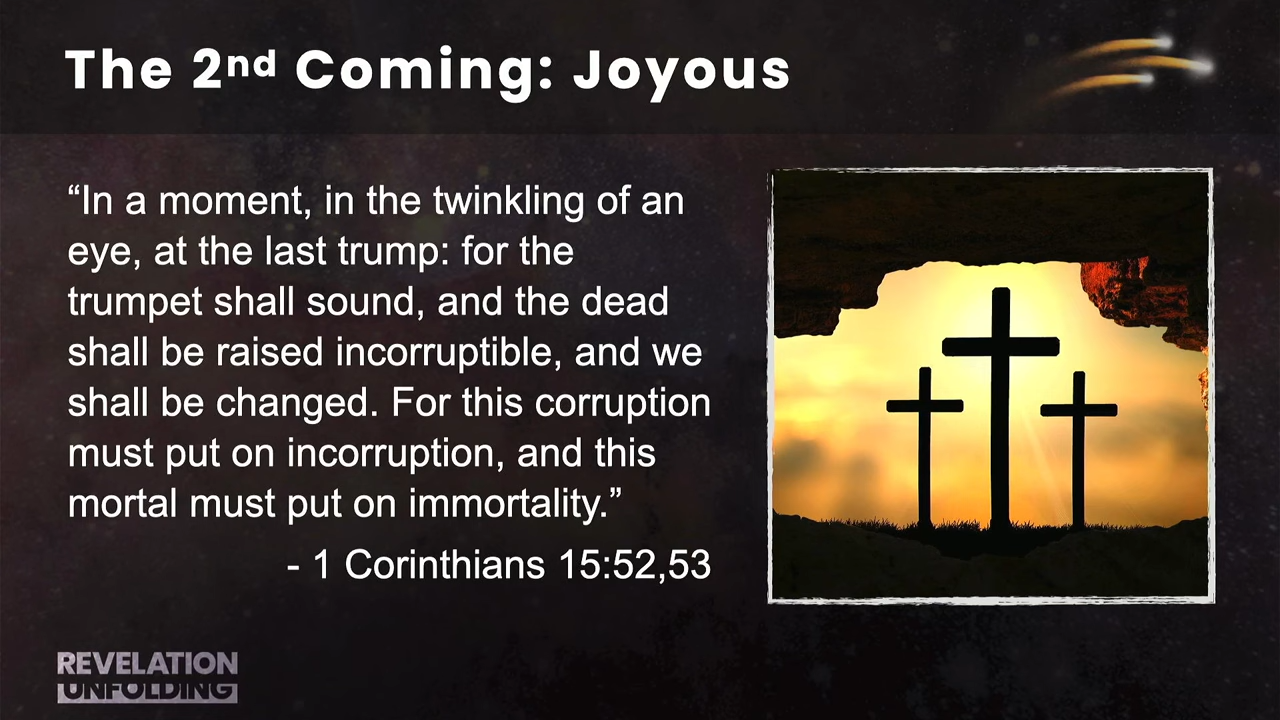 The 2nd Coming: Joyous
“In a moment, in the twinkling of an
eye, at the last trump: for the
trumpet shall sound, and the dead
shall be raised incorruptible, and we
shall be changed. For this corruption
must put on incorruption, and this
mortal must put on immortality.”
- 1 Corinthians 15:52,53
REVELATION
UNFOLDING